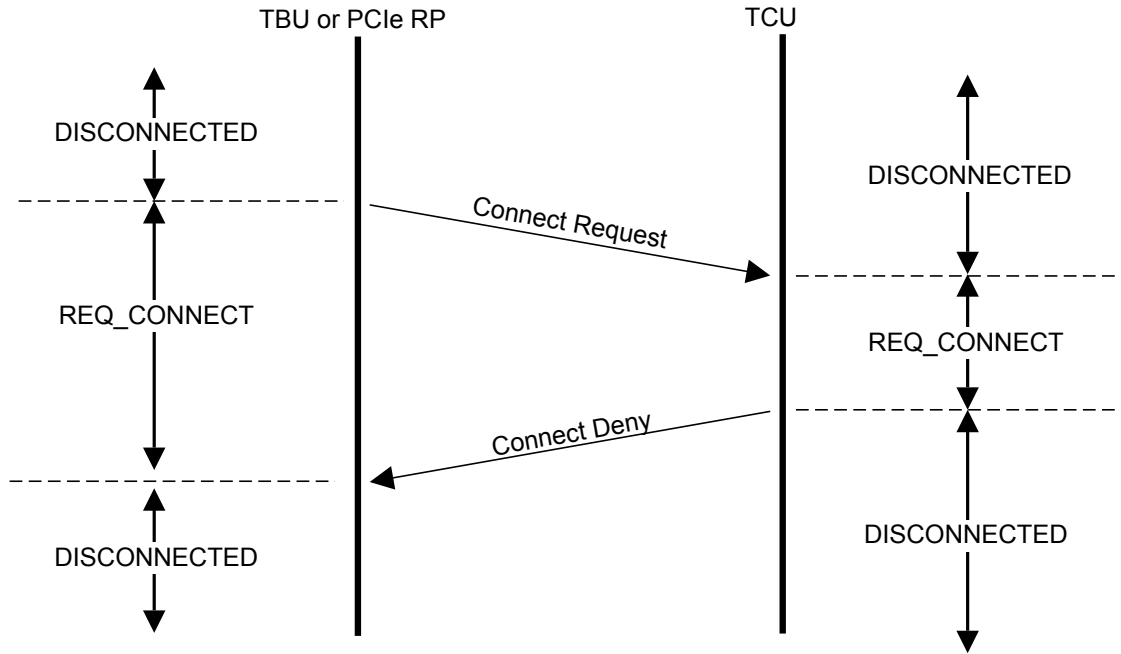 TBU or PCIe RP
TCU
DISCONNECTED
DISCONNECTED
Connect Request
REQ_CONNECT
REQ_CONNECT
Connect Deny
DISCONNECTED
DISCONNECTED